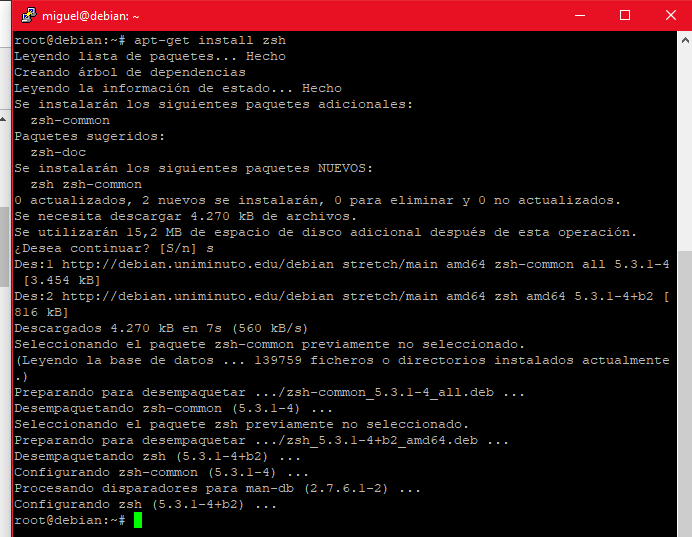 miguel@debian: ~
root@debian:~# apt-get install zsh
Leyendo lista de paquetes... Hecho
Creando árbol de dependencias
Leyendo la información de estado... Hecho
Se instalarán los siguientes paquetes adicionales:
  zsh-common
Paquetes sugeridos:
  zsh-doc
Se instalarán los siguientes paquetes NUEVOS:
  zsh zsh-common
0 actualizados, 2 nuevos se instalarán, 0 para eliminar y 0 no actualizados.
Se necesita descargar 4.270 kB de archivos.
Se utilizarán 15,2 MB de espacio de disco adicional después de esta operación.
¿Desea continuar? [S/n] s
Des:1 http://debian.uniminuto.edu/debian stretch/main amd64 zsh-common all 5.3.1-4
 [3.454 kB]
Des:2 http://debian.uniminuto.edu/debian stretch/main amd64 zsh amd64 5.3.1-4+b2 [
816 kB]
Descargados 4.270 kB en 7s (560 kB/s)
Seleccionando el paquete zsh-common previamente no seleccionado.
(Leyendo la base de datos ... 139759 ficheros o directorios instalados actualmente
.)
Preparando para desempaquetar .../zsh-common_5.3.1-4_all.deb ...
Desempaquetando zsh-common (5.3.1-4) ...
Seleccionando el paquete zsh previamente no seleccionado.
Preparando para desempaquetar .../zsh_5.3.1-4+b2_amd64.deb ...
Desempaquetando zsh (5.3.1-4+b2) ...
Configurando zsh-common (5.3.1-4) ...
Procesando disparadores para man-db (2.7.6.1-2) ...
Configurando zsh (5.3.1-4+b2) ...
root@debian:~#